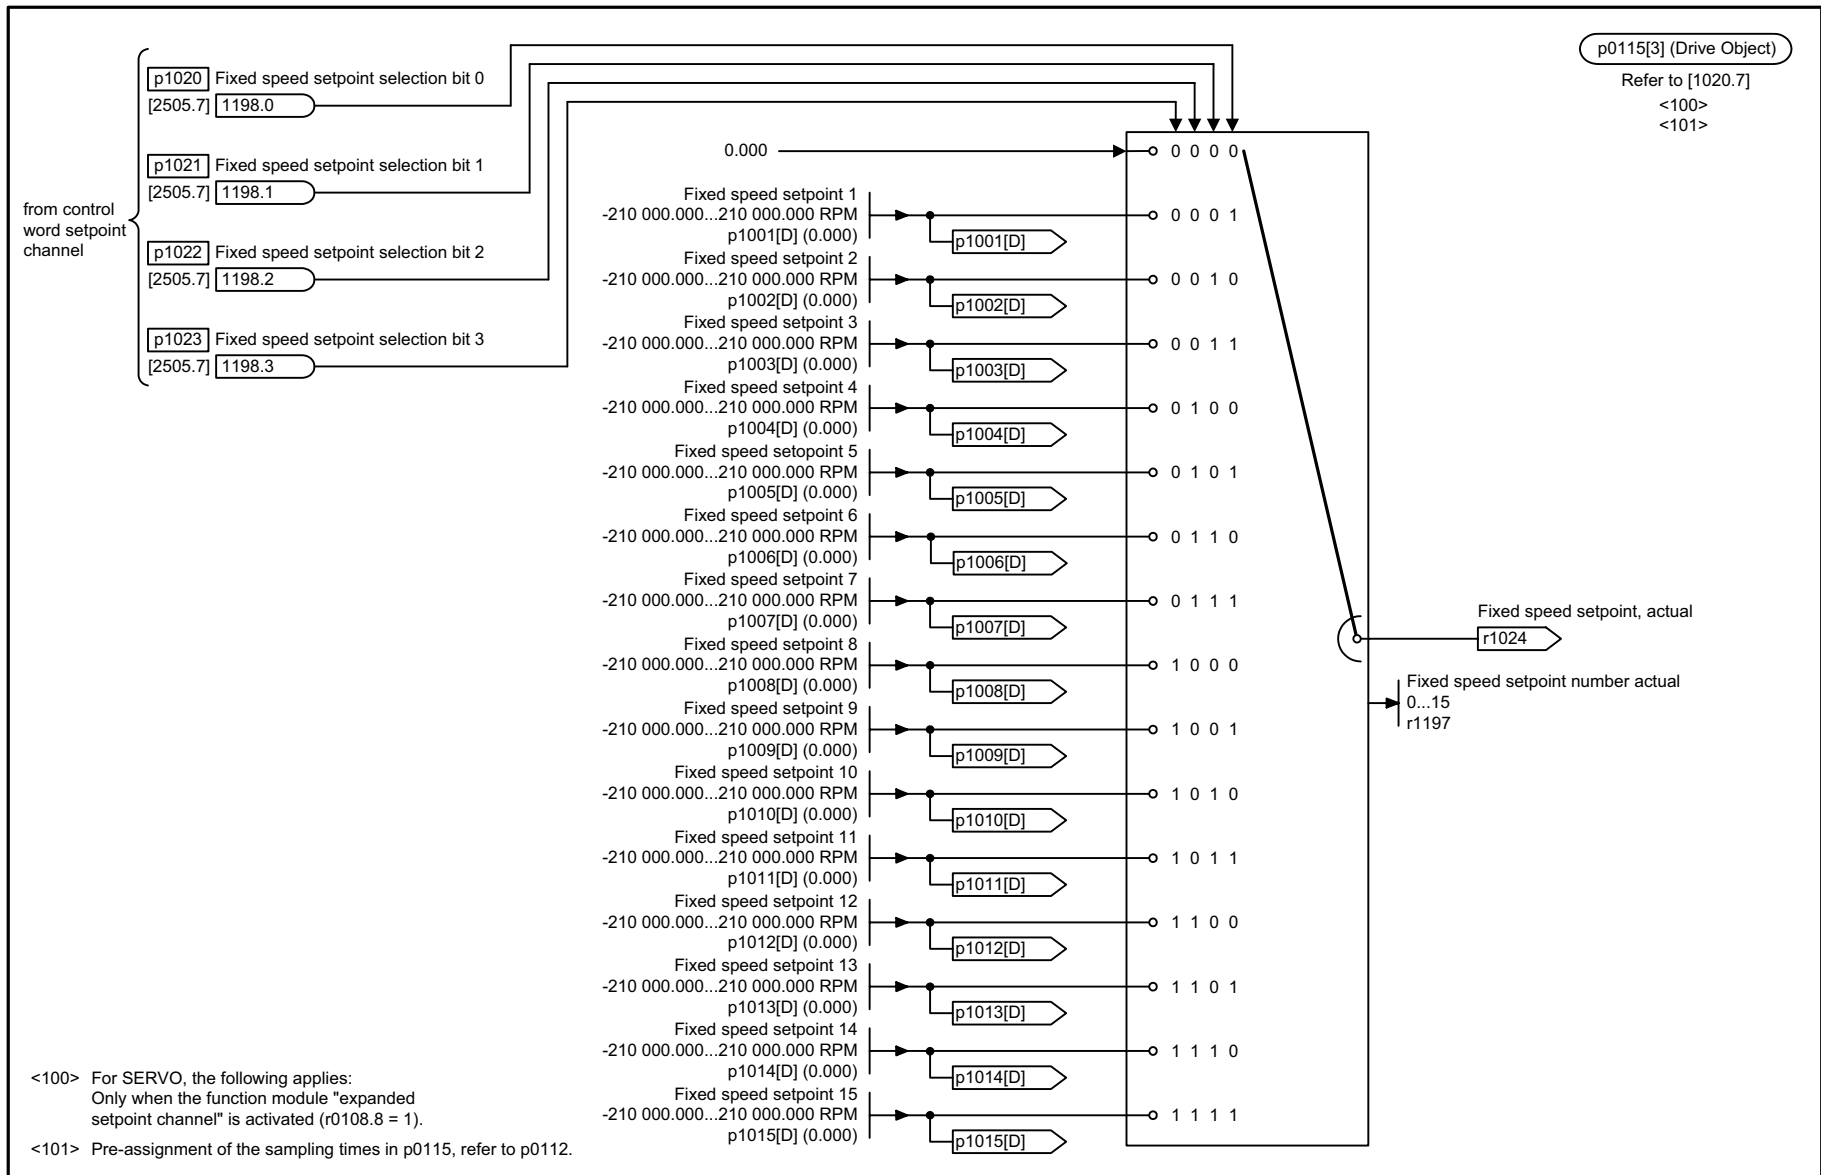 p1020 Fixed speed setpoint selection bit 0
[2505.7] 1198.0
p1021 Fixed speed setpoint selection bit 1
[2505.7] 1198.1
from control
word setpoint
channel
p1022 Fixed speed setpoint selection bit 2
[2505.7] 1198.2
p1023 Fixed speed setpoint selection bit 3
[2505.7] 1198.3
p0115[3] (Drive Object)
Refer to [1020.7]
<100>
<101>
0.000 0 0 0 0
Fixed speed setpoint 1
-210 000.000...210 000.000 RPM 0 0 0 1
p1001[D] (0.000) p1001[D]
Fixed speed setpoint 2
-210 000.000...210 000.000 RPM 0 0 1 0
p1002[D] (0.000) p1002[D]
Fixed speed setpoint 3
-210 000.000...210 000.000 RPM 0 0 1 1
p1003[D] (0.000) p1003[D]
Fixed speed setpoint 4
-210 000.000...210 000.000 RPM 0 1 0 0
p1004[D] (0.000) p1004[D]
Fixed speed setopoint 5
-210 000.000...210 000.000 RPM 0 1 0 1
p1005[D] (0.000) p1005[D]
Fixed speed setpoint 6
-210 000.000...210 000.000 RPM 0 1 1 0
p1006[D] (0.000) p1006[D]
Fixed speed setpoint 7
-210 000.000...210 000.000 RPM 0 1 1 1
p1007[D] (0.000) p1007[D]
Fixed speed setpoint 8
-210 000.000...210 000.000 RPM 1 0 0 0
p1008[D] (0.000) p1008[D]
Fixed speed setpoint 9
-210 000.000...210 000.000 RPM 1 0 0 1
p1009[D] (0.000) p1009[D]
Fixed speed setpoint 10
-210 000.000...210 000.000 RPM 1 0 1 0
p1010[D] (0.000) p1010[D]
Fixed speed setpoint 11
-210 000.000...210 000.000 RPM 1 0 1 1
p1011[D] (0.000) p1011[D]
Fixed speed setpoint 12
-210 000.000...210 000.000 RPM 1 1 0 0
p1012[D] (0.000) p1012[D]
Fixed speed setpoint 13
-210 000.000...210 000.000 RPM 1 1 0 1
p1013[D] (0.000) p1013[D]
Fixed speed setpoint 14
-210 000.000...210 000.000 RPM 1 1 1 0
p1014[D] (0.000) p1014[D]
Fixed speed setpoint 15
-210 000.000...210 000.000 RPM 1 1 1 1
p1015[D] (0.000) p1015[D]
Fixed speed setpoint, actual
r1024
Fixed speed setpoint number actual
0...15
r1197
<100> For SERVO, the following applies:
Only when the function module "expanded
setpoint channel" is activated (r0108.8 = 1).
<101> Pre-assignment of the sampling times in p0115, refer to p0112.